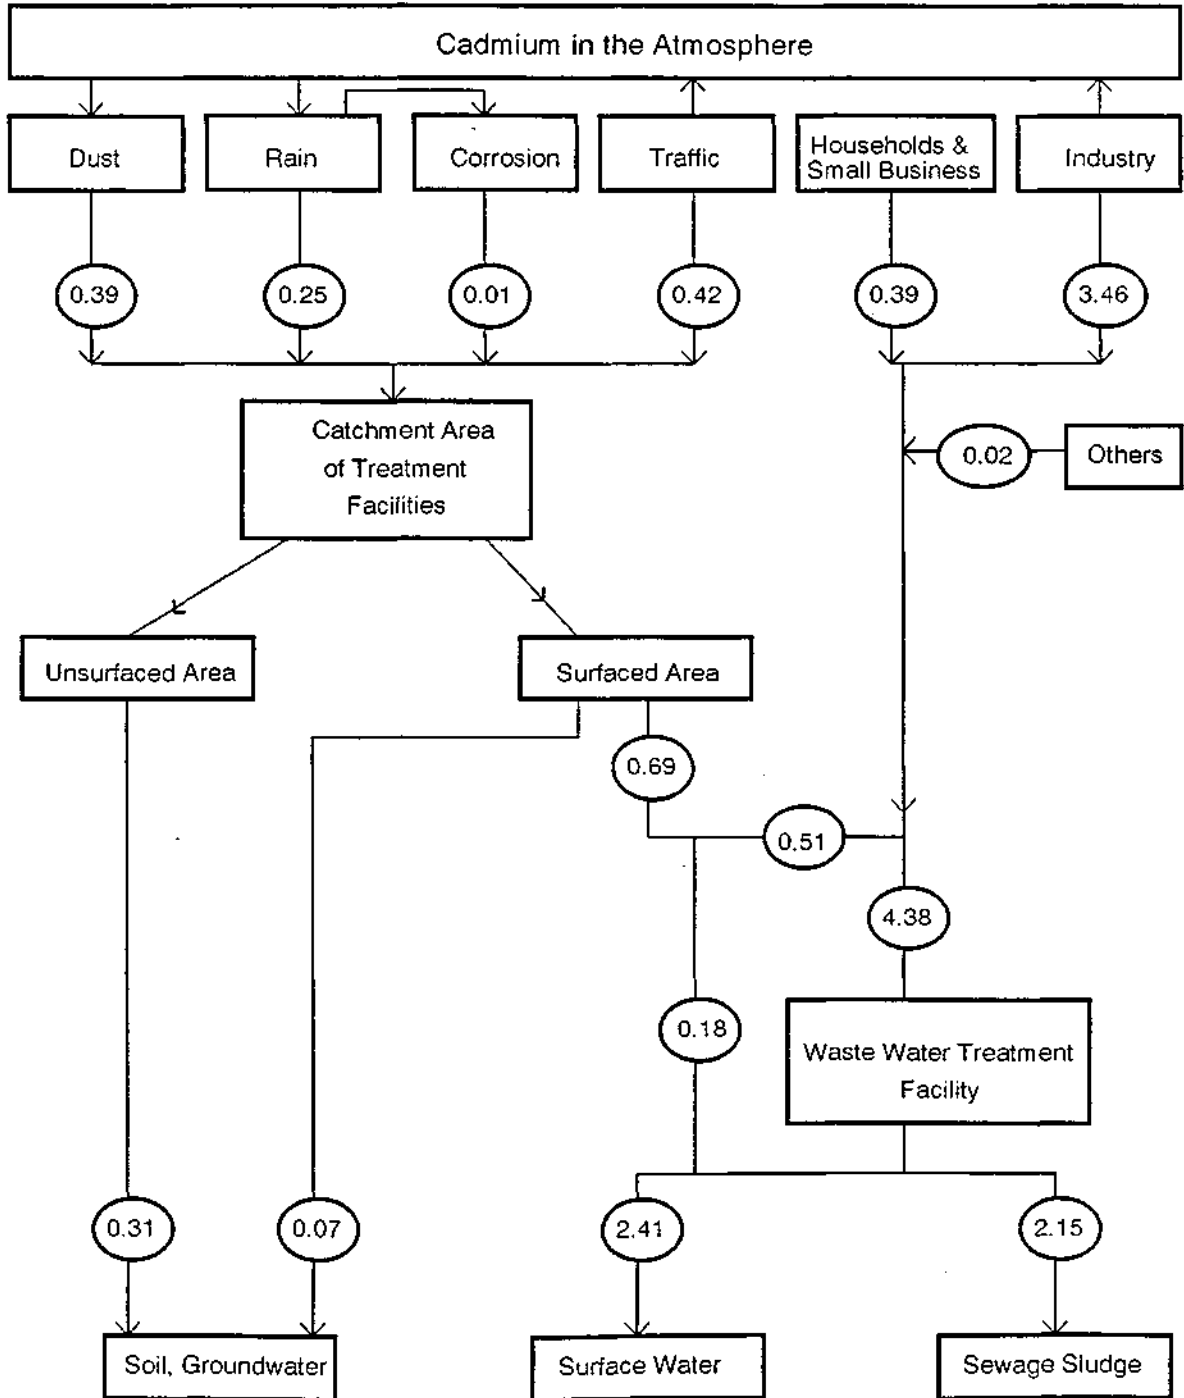 Cadmium in the Atmosphere
Dust
Rain
Corrosion
Traffic
Households &
Small Business
Industry
0.39
0.25
0.01
0.42
0.39
3.46
Catchment Area
of Treatment
Facilities
0.02
Others
Unsurfaced Area
Surfaced Area
0.69
0.51
4.38
0.18
Waste Water Treatment
Facility
0.31
0.07
2.41
2.15
Soil, Groundwater
Surface Water
Sewage Sludge